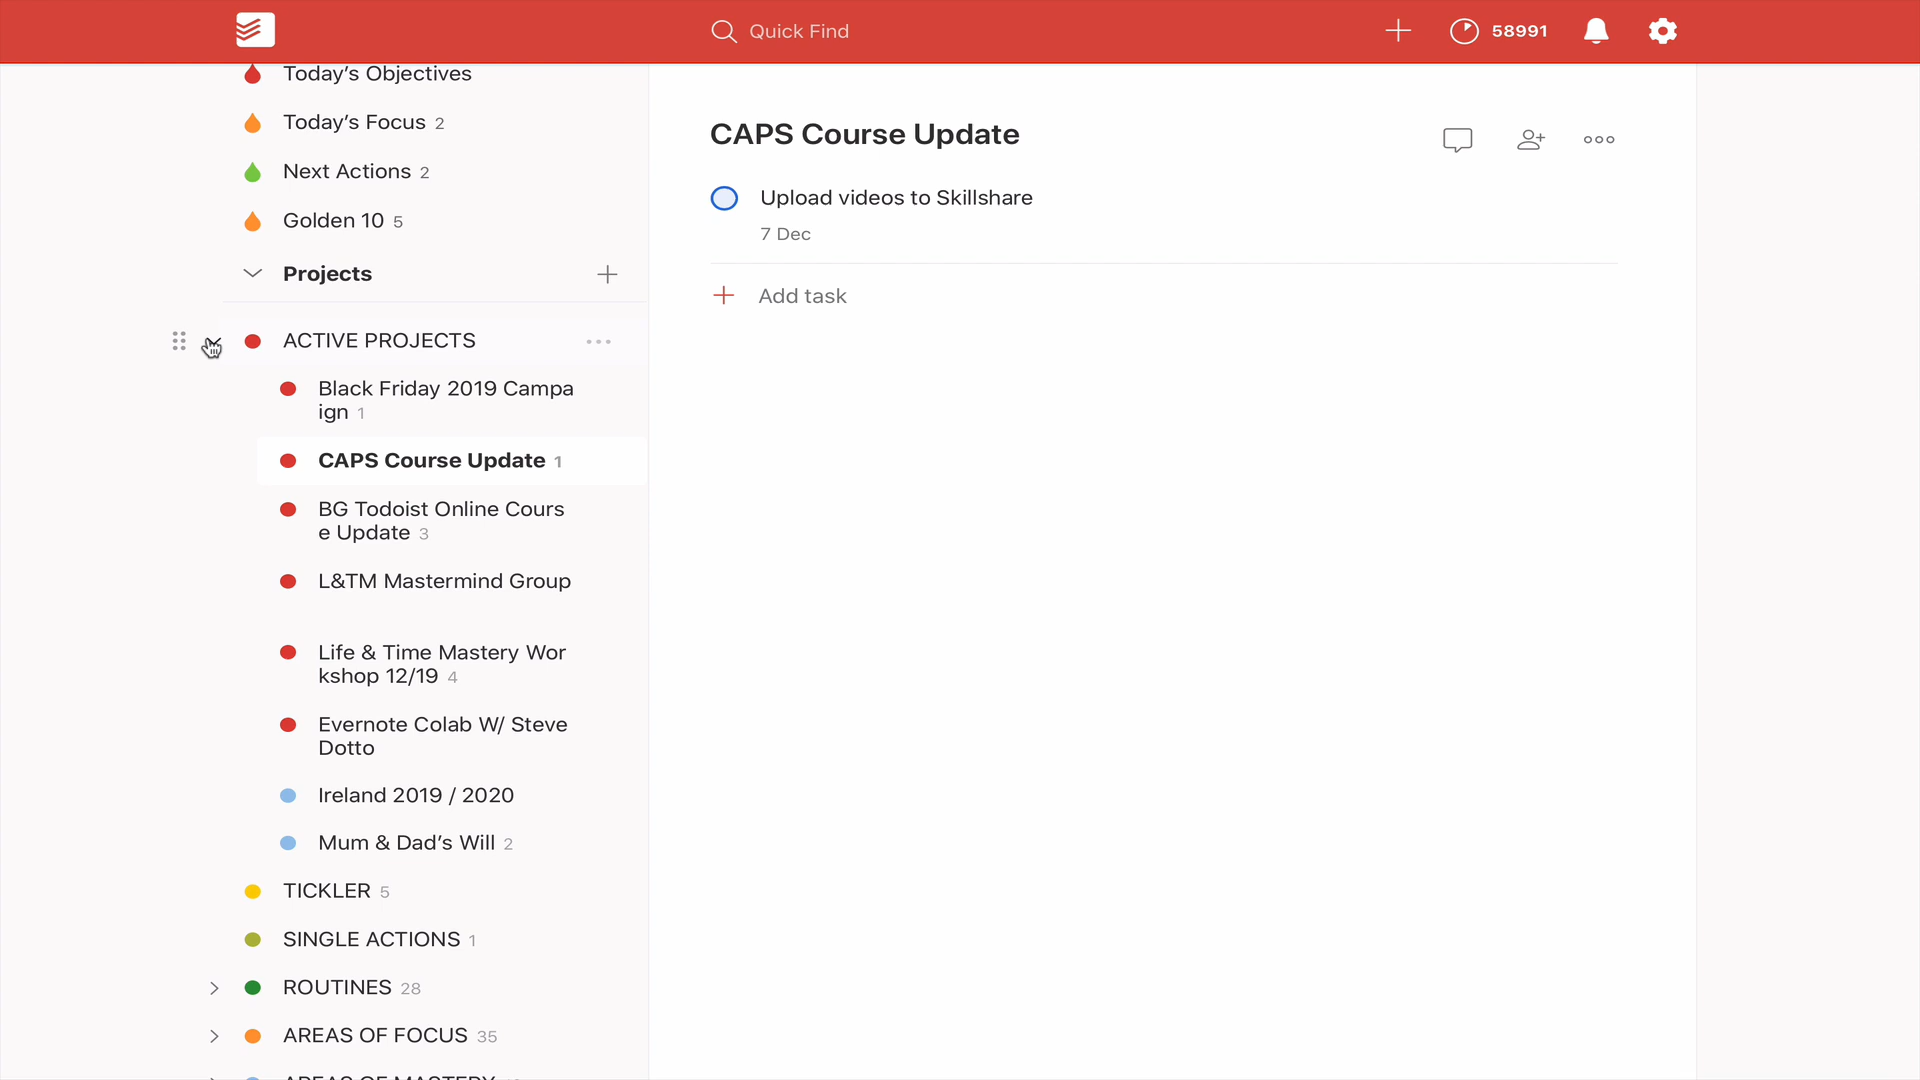 Quick Find
58991
Today's Objectives
Today's Focus 2
Next Actions 2
Golden 10 5
Projects
ACTIVE PROJECTS
Black Friday 2019 Campa
ign 1
CAPS Course Update 1
BG Todoist Online Cours
e Update 3
L&TM Mastermind Group
Life & Time Mastery Wor
kshop 12/19 4
Evernote Colab W/ Steve
Dotto
Ireland 2019 / 2020
Mum & Dad's Will 2
TICKLER 5
SINGLE ACTIONS 1
ROUTINES 28
AREAS OF FOCUS 35
AREAS OF MASTERY
CAPS Course Update
Upload videos to Skillshare
7 Dec
Add task